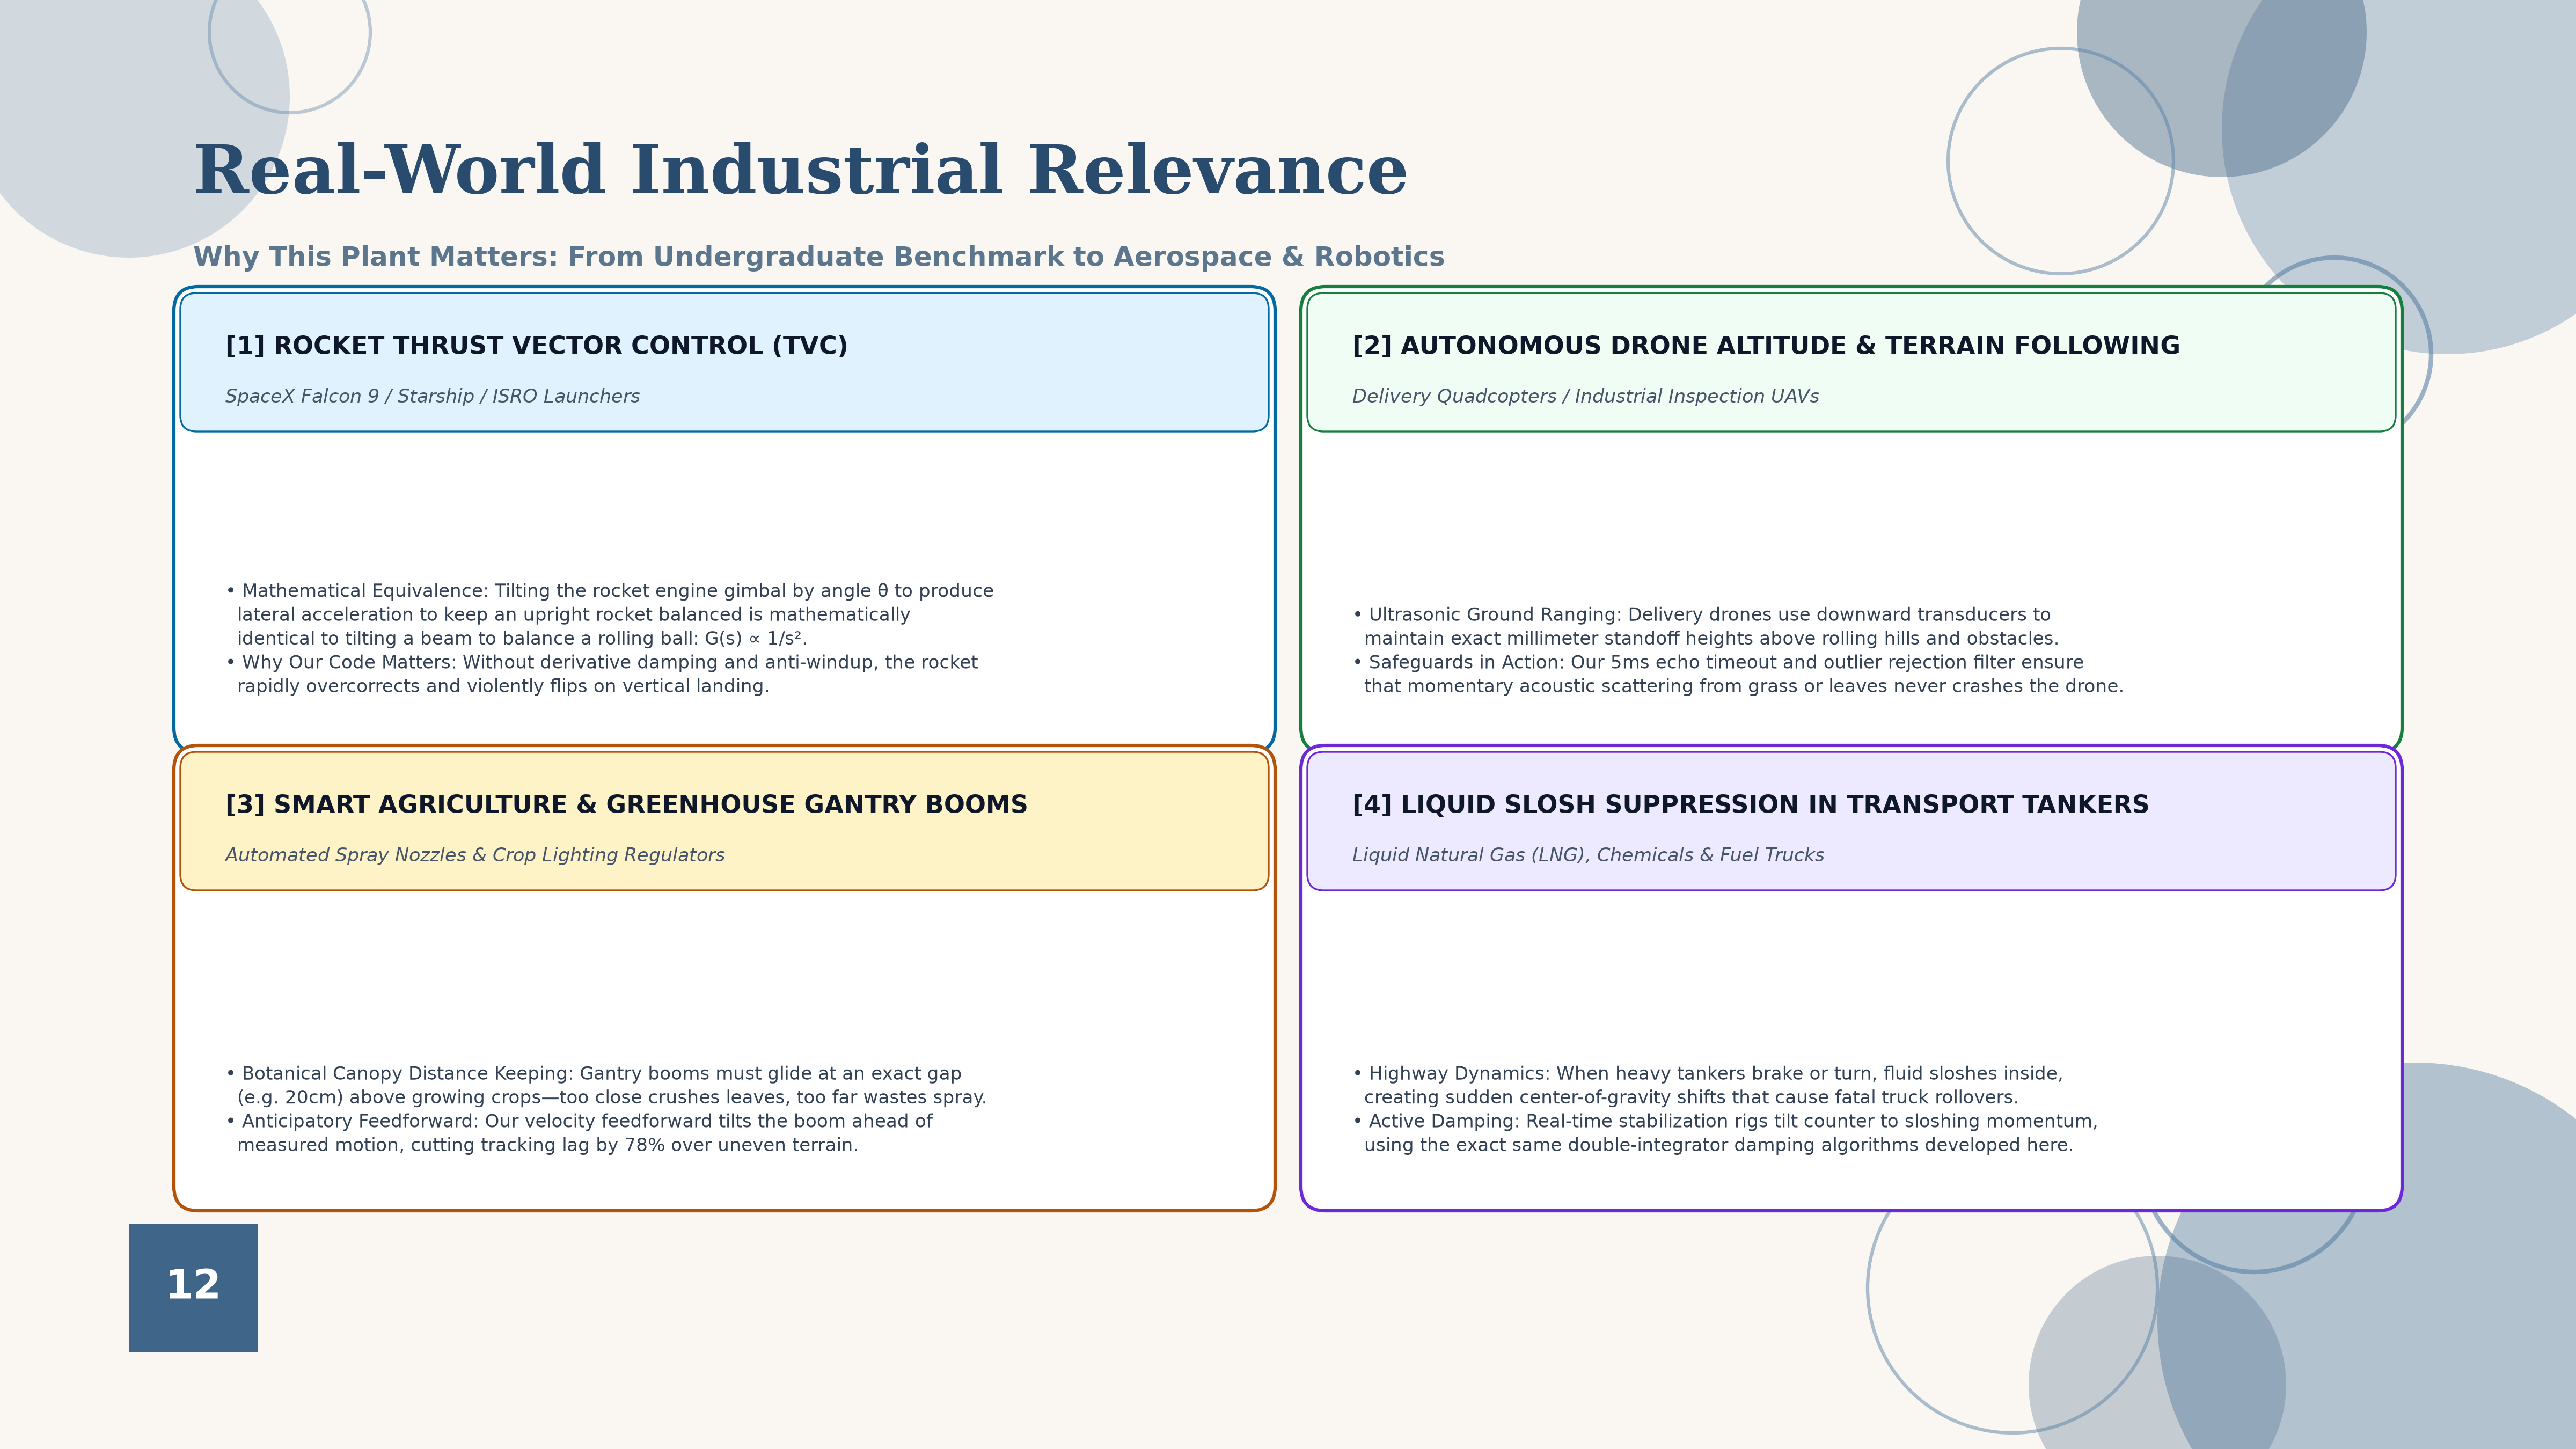 Real-World Industrial Relevance
Why This Plant Matters: From Undergraduate Benchmark to Aerospace & Robotics
[1] ROCKET THRUST VECTOR CONTROL (TVC)
SpaceX Falcon 9 / Starship / ISRO Launchers
• Mathematical Equivalence: Tilting the rocket engine gimbal by angle θ to produce
lateral acceleration to keep an upright rocket balanced is mathematically
identical to tilting a beam to balance a rolling ball: G(s) ∝ 1/s².
• Why Our Code Matters: Without derivative damping and anti-windup, the rocket
rapidly overcorrects and violently flips on vertical landing.
[2] AUTONOMOUS DRONE ALTITUDE & TERRAIN FOLLOWING
Delivery Quadcopters / Industrial Inspection UAVs
• Ultrasonic Ground Ranging: Delivery drones use downward transducers to
maintain exact millimeter standoff heights above rolling hills and obstacles.
• Safeguards in Action: Our 5ms echo timeout and outlier rejection filter ensure
that momentary acoustic scattering from grass or leaves never crashes the drone.
[3] SMART AGRICULTURE & GREENHOUSE GANTRY BOOMS
Automated Spray Nozzles & Crop Lighting Regulators
• Botanical Canopy Distance Keeping: Gantry booms must glide at an exact gap
(e.g. 20cm) above growing crops—too close crushes leaves, too far wastes spray.
• Anticipatory Feedforward: Our velocity feedforward tilts the boom ahead of
measured motion, cutting tracking lag by 78% over uneven terrain.
[4] LIQUID SLOSH SUPPRESSION IN TRANSPORT TANKERS
Liquid Natural Gas (LNG), Chemicals & Fuel Trucks
• Highway Dynamics: When heavy tankers brake or turn, fluid sloshes inside,
creating sudden center-of-gravity shifts that cause fatal truck rollovers.
• Active Damping: Real-time stabilization rigs tilt counter to sloshing momentum,
using the exact same double-integrator damping algorithms developed here.
12